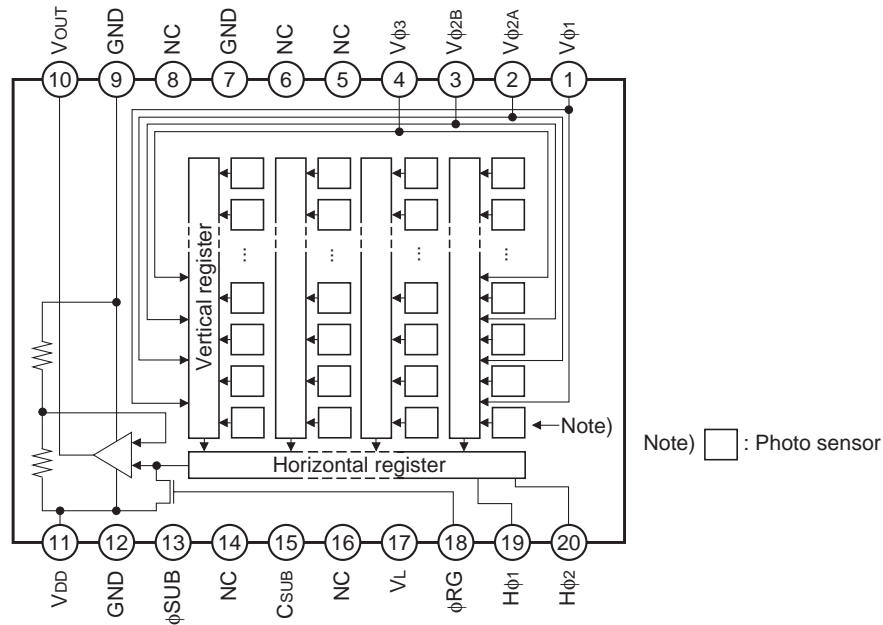 VOUT GND NC GND NC NC Vϕ3 Vϕ2B Vϕ2A Vϕ1
10 9 8 7 6 5 4 3 2 1
Vertical register
Note)
Note) : Photo sensor
Horizontal register
11 12 13 14 15 16 17 18 19 20
VDD GND ϕSUB NC CSUB NC VL ϕRG Hϕ1 Hϕ2